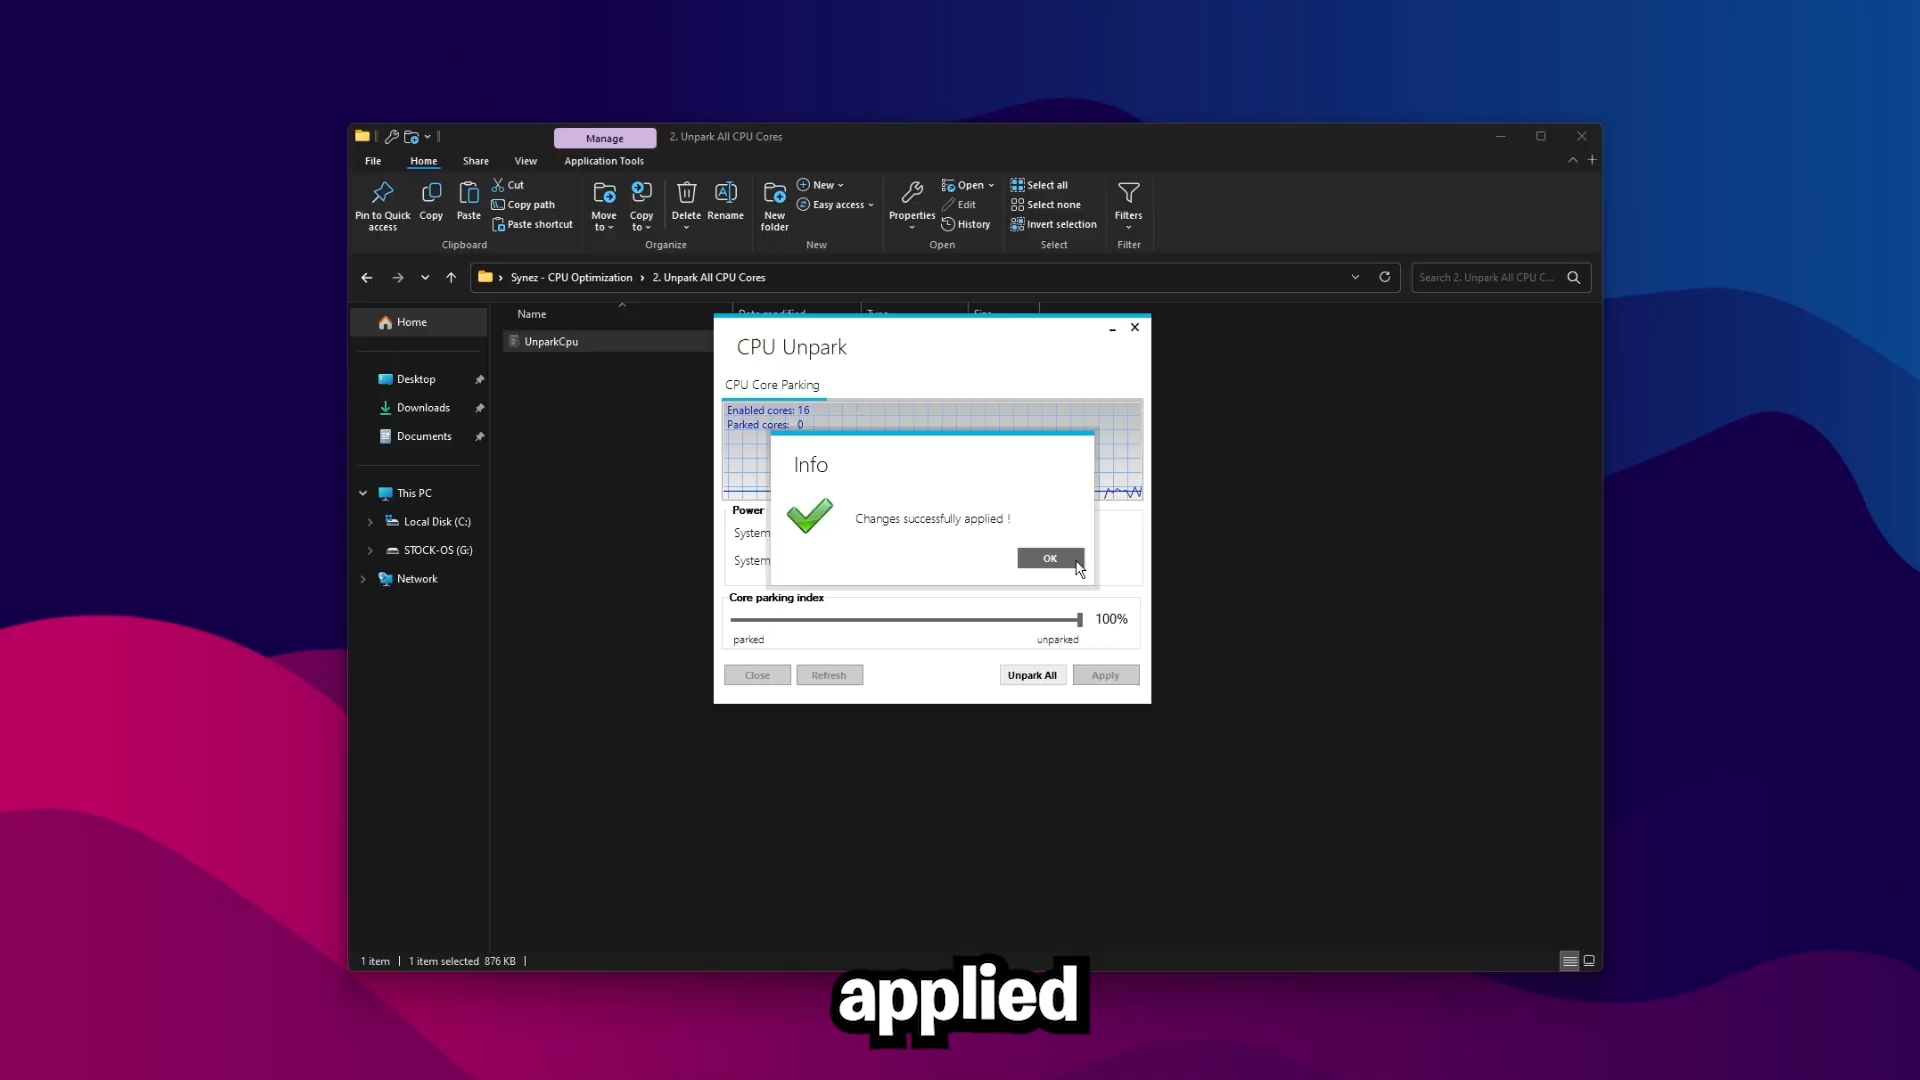 Manage
2. Unpark All CPU Cores
File
Home
Share
View
Application Tools
Pin to Quick access
Copy
Paste
Cut
Copy path
Paste shortcut
Clipboard
Move to
Copy to
Delete
Rename
Organize
New folder
New
Easy access
New
Properties
Open
Edit
History
Open
Select all
Select none
Invert selection
Select
Filters
Filter
Synez - CPU Optimization › 2. Unpark All CPU Cores
Search 2. Unpark All CPU C...
Home
Desktop
Downloads
Documents
This PC
Local Disk (C:)
STOCK-OS (G:)
Network
Name
Date modified
Type
Size
UnparkCpu
CPU Unpark
CPU Core Parking
Enabled cores: 16
Parked cores: 0
Info
Changes successfully applied !
OK
Power
System
System
Core parking index
100%
parked
unparked
Close
Refresh
Unpark All
Apply
1 item
1 item selected 876 KB
applied